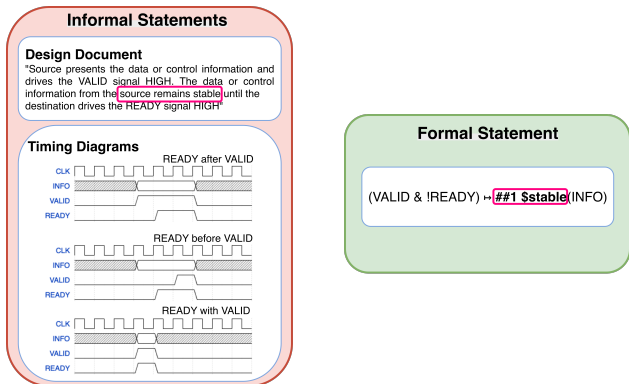 Informal Statements
Design Document
"Source presents the data or control information and
drives the VALID signal HIGH. The data or control
information from the source remains stable until the
destination drives the READY signal HIGH"
Timing Diagrams
READY after VALID
CLK
INFO
VALID
READY
READY before VALID
CLK
INFO
VALID
READY
READY with VALID
CLK
INFO
VALID
READY
Formal Statement
(VALID & !READY) ↦ ##1 $stable(INFO)